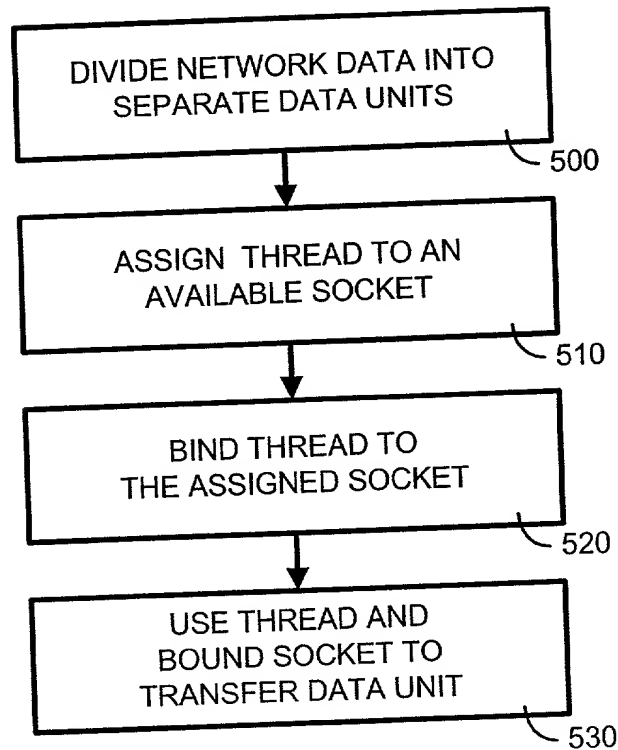 DIVIDE NETWORK DATA INTO
SEPARATE DATA UNITS
500
ASSIGN THREAD TO AN
AVAILABLE SOCKET
510
BIND THREAD TO
THE ASSIGNED SOCKET
520
USE THREAD AND
BOUND SOCKET TO
TRANSFER DATA UNIT
530